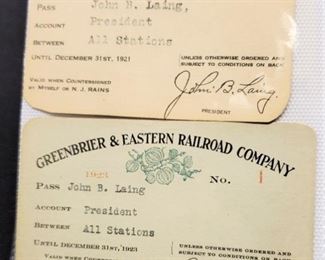 PASS John B. Laing,
ACCOUNT President
BETWEEN All Stations
UNTIL DECEMBER 31ST, 1921
UNLESS OTHERWISE ORDERED AND
SUBJECT TO CONDITIONS ON BACK
VALID WHEN COUNTERSIGNED
BY MYSELF OR N. J. RAINS
John B. Laing
PRESIDENT
GREENBRIER & EASTERN RAILROAD COMPANY
1923
No. 1
PASS John B. Laing
ACCOUNT President
BETWEEN All Stations
UNTIL DECEMBER 31ST, 1923
UNLESS OTHERWISE ORDERED AND
SUBJECT TO CONDITIONS ON BACK
VALID WHEN COUNTERSIGNED